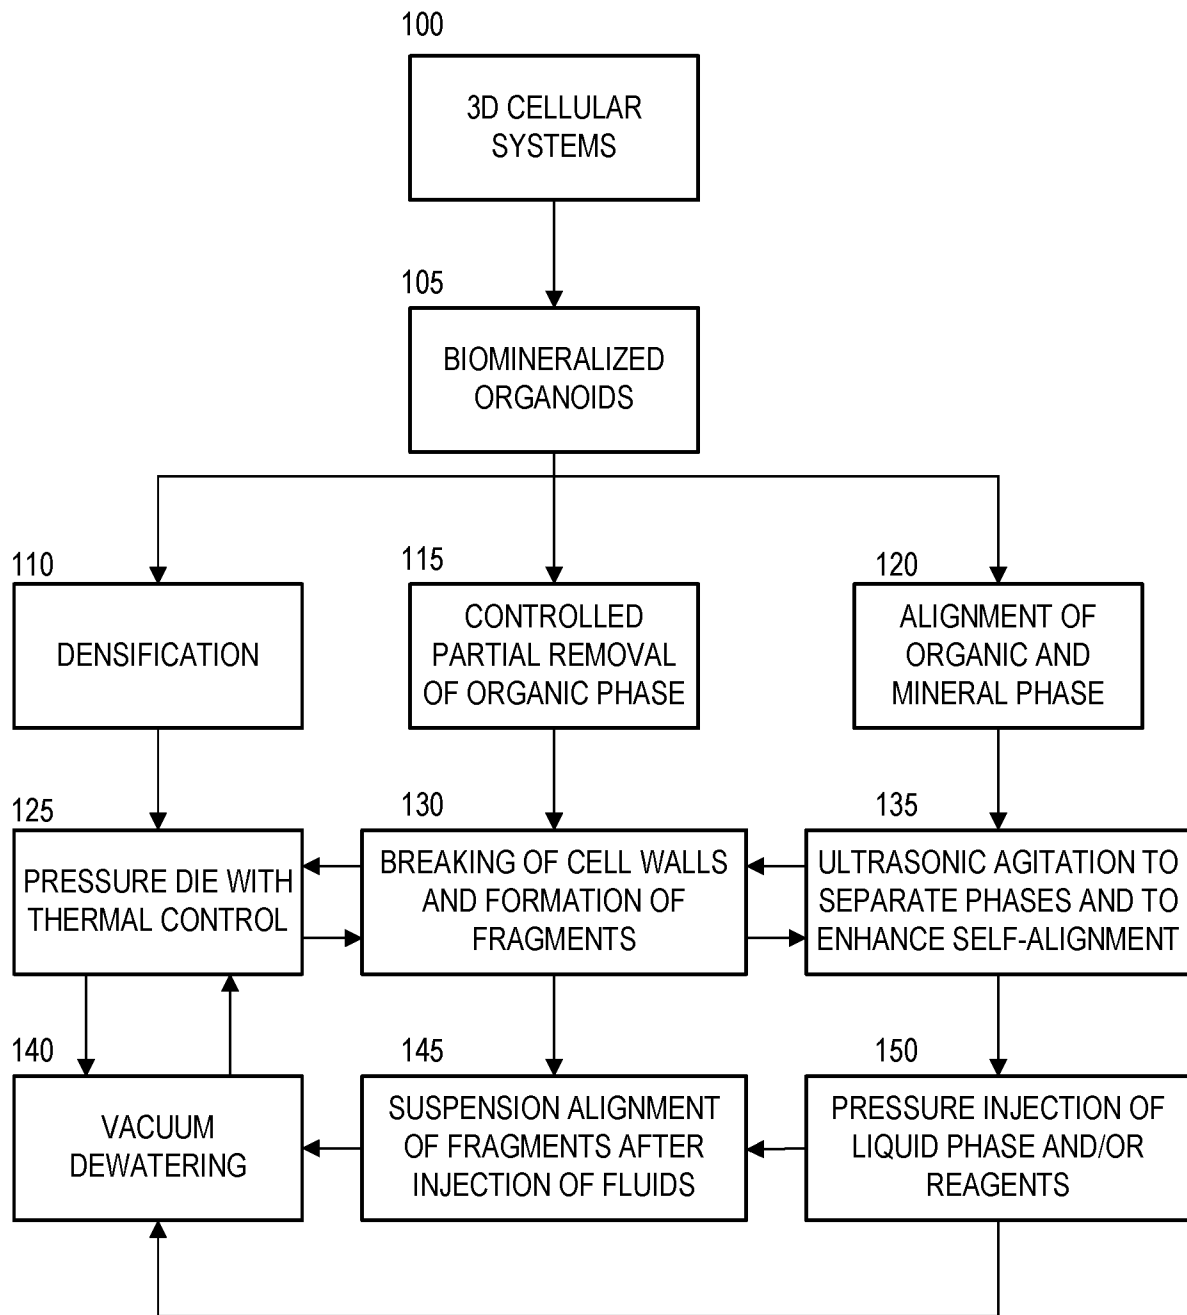 100
3D CELLULAR
SYSTEMS
105
BIOMINERALIZED
ORGANOIDS
110
DENSIFICATION
115
CONTROLLED
PARTIAL REMOVAL
OF ORGANIC PHASE
120
ALIGNMENT OF
ORGANIC AND
MINERAL PHASE
125
PRESSURE DIE WITH
THERMAL CONTROL
130
BREAKING OF CELL WALLS
AND FORMATION OF
FRAGMENTS
135
ULTRASONIC AGITATION TO
SEPARATE PHASES AND TO
ENHANCE SELF-ALIGNMENT
140
VACUUM
DEWATERING
145
SUSPENSION ALIGNMENT
OF FRAGMENTS AFTER
INJECTION OF FLUIDS
150
PRESSURE INJECTION OF
LIQUID PHASE AND/OR
REAGENTS